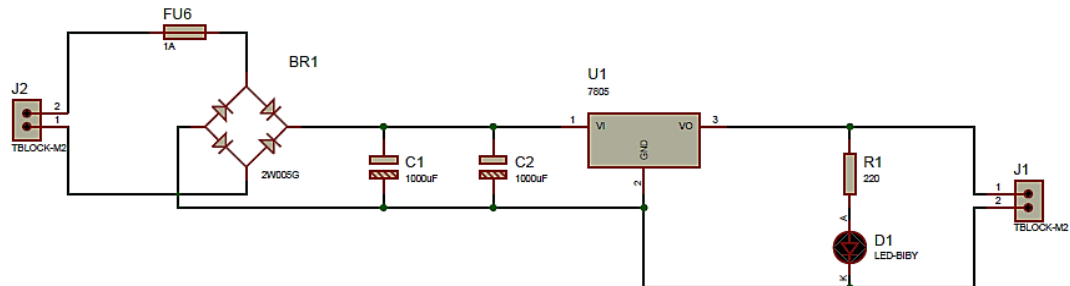 FU6
1A
BR1
J2
2
1
TBLOCK-M2
2W005G
C1
1000uF
C2
1000uF
U1
7805
1
VI
VO
3
GND
2
R1
220
A
D1
LED-BIBY
K
J1
1
2
TBLOCK-M2